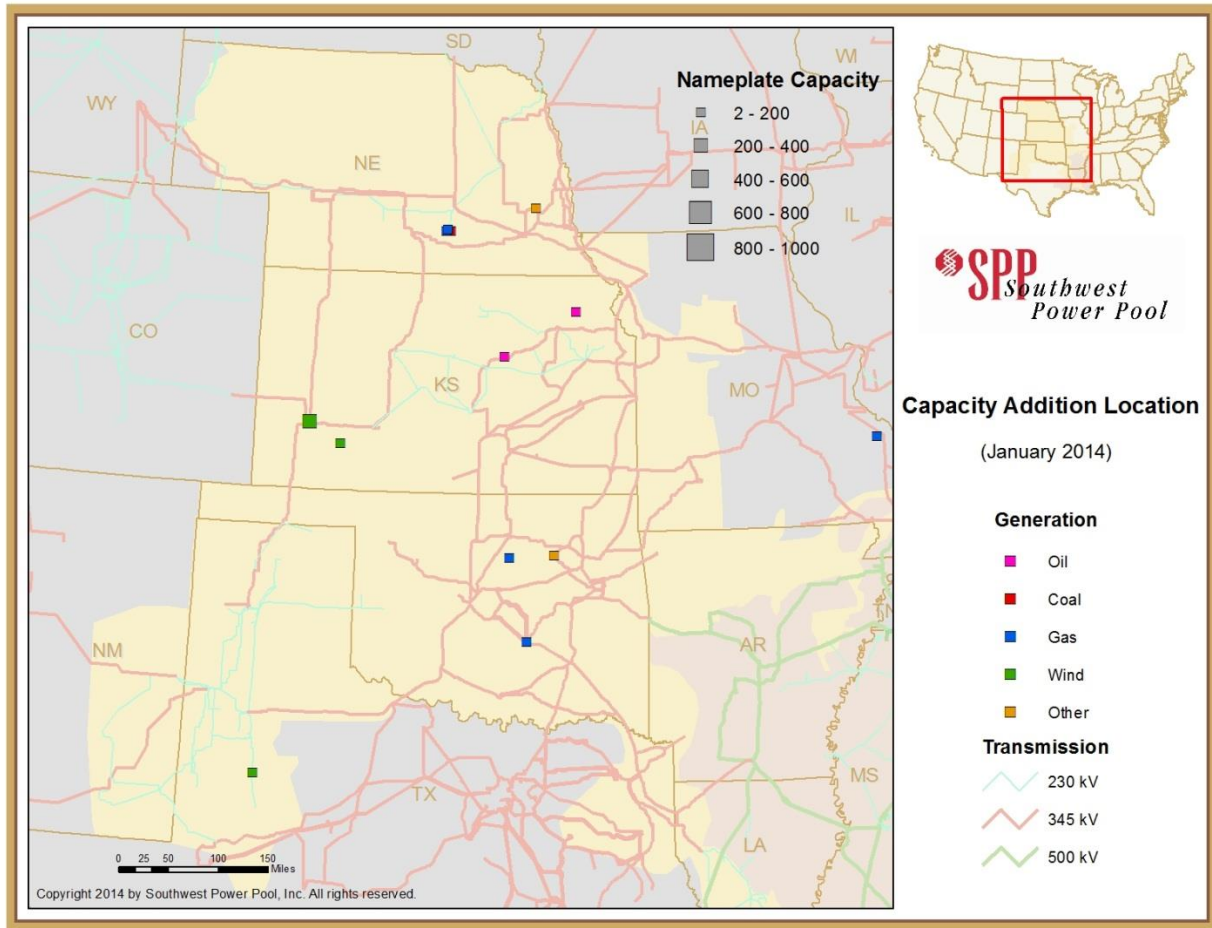 SD
WI
WY
IA
NE
IL
CO
KS
MO
NM
AR
TN
TX
MS
LA
Nameplate Capacity
2 - 200
200 - 400
400 - 600
600 - 800
800 - 1000
0 25 50 100 150
Miles
Copyright 2014 by Southwest Power Pool, Inc. All rights reserved.
SPP
Southwest
Power Pool
Capacity Addition Location
(January 2014)
Generation
Oil
Coal
Gas
Wind
Other
Transmission
230 kV
345 kV
500 kV